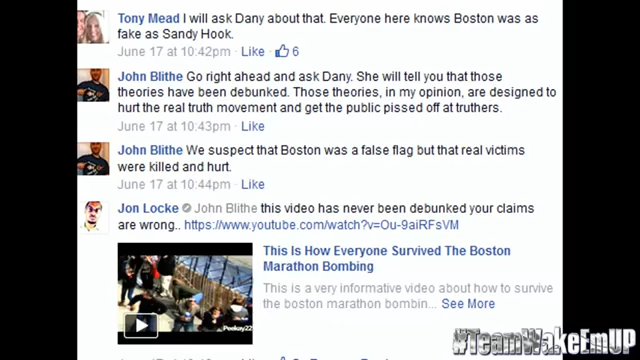 Tony Mead I will ask Dany about that. Everyone here knows Boston was as
fake as Sandy Hook.
June 17 at 10:42pm · Like · 6
John Blithe Go right ahead and ask Dany. She will tell you that those
theories have been debunked. Those theories, in my opinion, are designed to
hurt the real truth movement and get the public pissed off at truthers.
June 17 at 10:43pm · Like
John Blithe We suspect that Boston was a false flag but that real victims
were killed and hurt.
June 17 at 10:44pm · Like
Jon Locke John Blithe this video has never been debunked your claims
are wrong.. https://www.youtube.com/watch?v=Ou-9aiRFsVM
This Is How Everyone Survived The Boston
Marathon Bombing
This is a very informative video about how to survive
the boston marathon bombin... See More
Peekay22
#TeamWakeEmUP